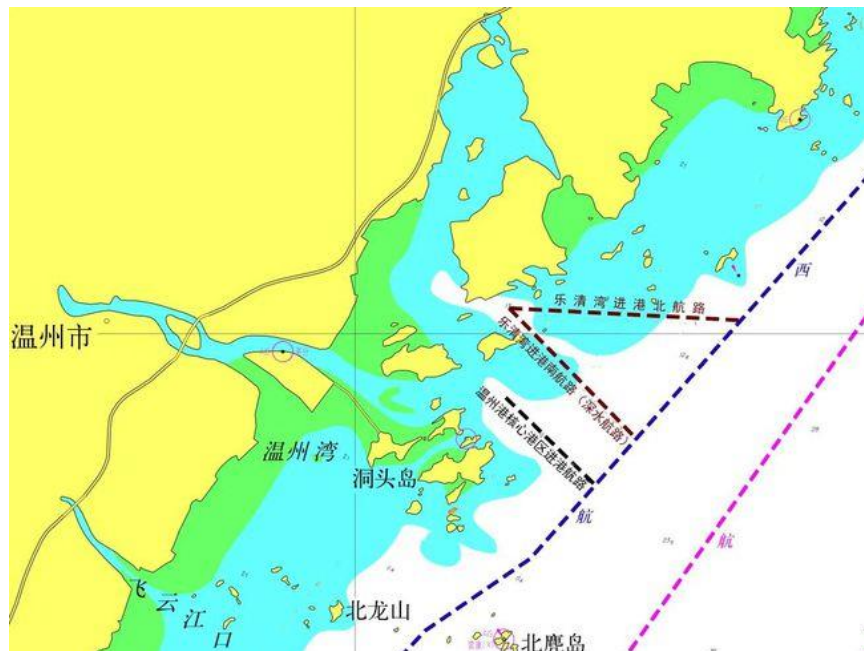 西
乐清湾进港北航路
温州市
乐清湾进港南航路（深水航路）
温州港核心港区进港航路
温州湾
洞头岛
航
航
飞云江口
北龙山
北麂岛